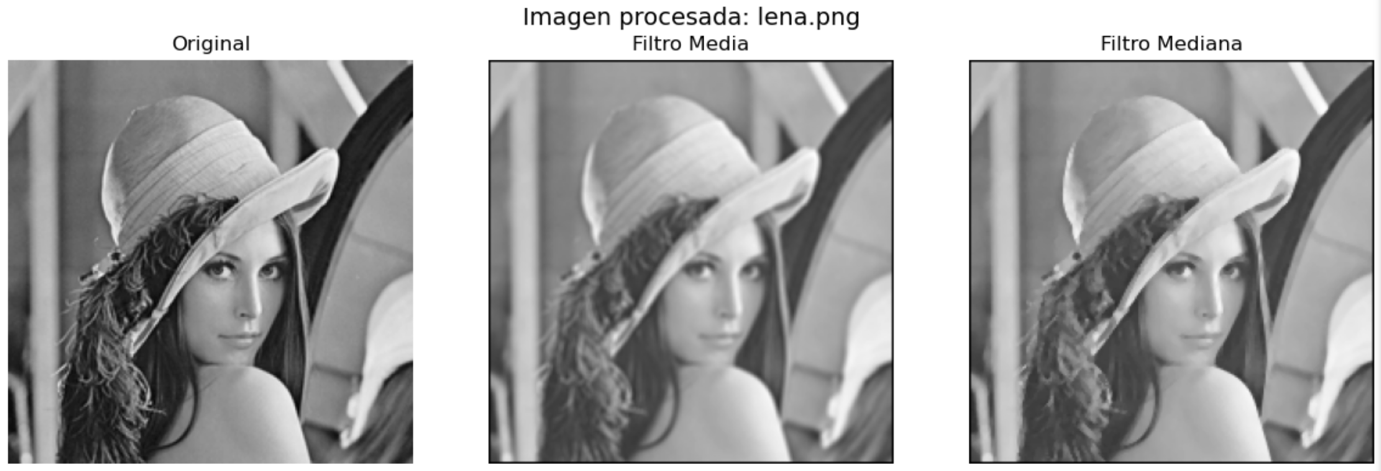 Imagen procesada: lena.png
Original
Filtro Media
Filtro Mediana